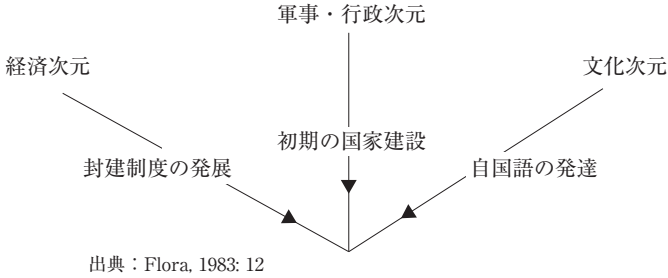 軍事・行政次元
経済次元
文化次元
初期の国家建設
封建制度の発展
自国語の発達
出典：Flora, 1983: 12